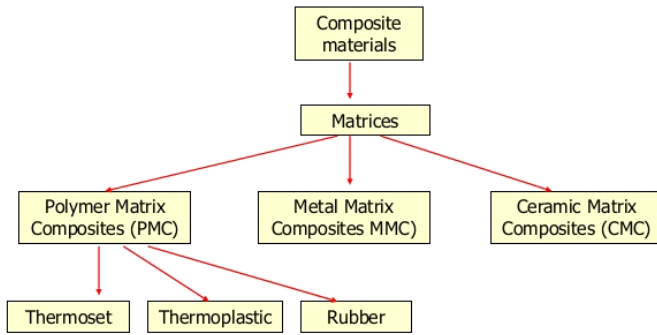 Composite
materials
Matrices
Polymer Matrix
Composites (PMC)
Metal Matrix
Composites MMC)
Ceramic Matrix
Composites (CMC)
Thermoset
Thermoplastic
Rubber